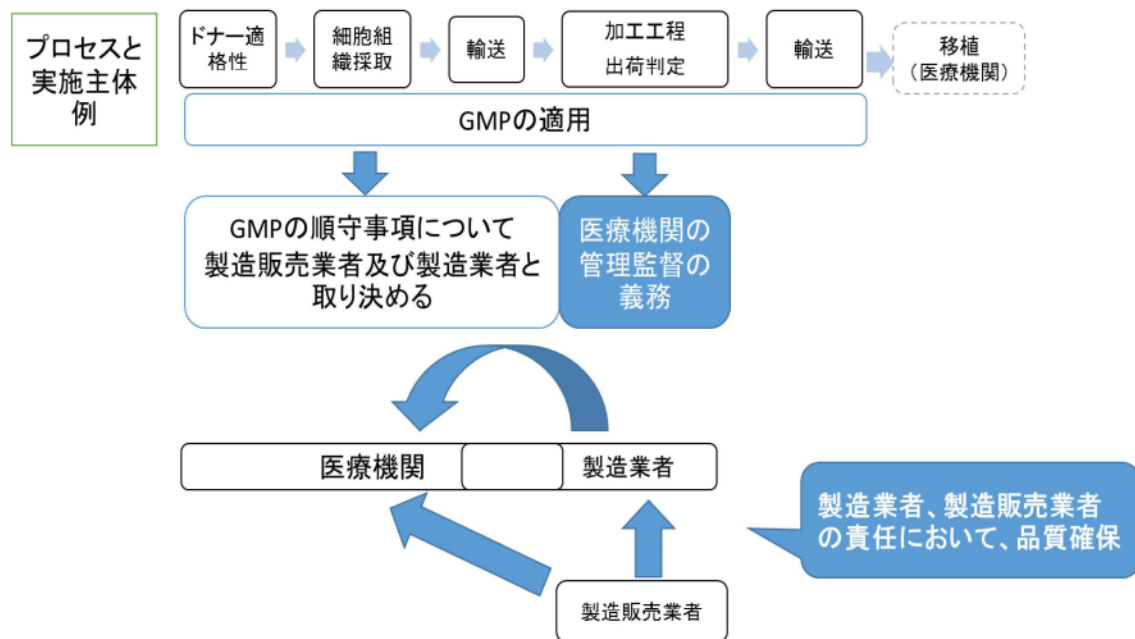 プロセスと
実施主体
例
ドナー適
格性
細胞組
織採取
輸送
加工工程
出荷判定
輸送
移植
（医療機関）
GMPの適用
GMPの順守事項について
製造販売業者及び製造業者と
取り決める
医療機関の
管理監督の
義務
医療機関
製造業者
製造業者、製造販売業者
の責任において、品質確保
製造販売業者